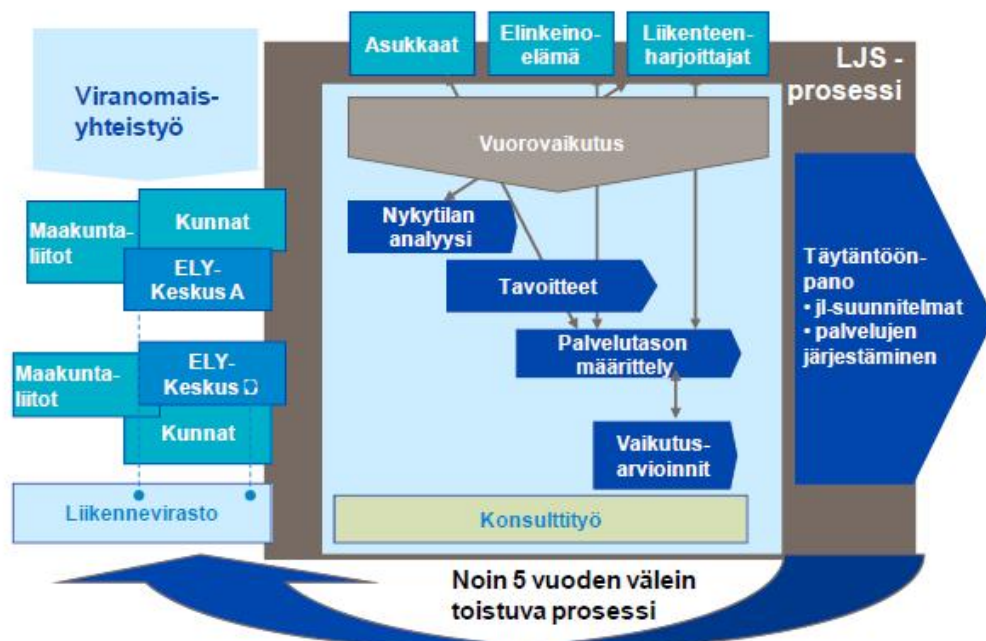 Asukkaat
Elinkeino-
elämä
Liikenteen-
harjoittajat
LJS -
prosessi
Viranomais-
yhteistyö
Vuorovaikutus
Maakunta-
liitot
Kunnat
ELY-
Keskus A
Nykytilan
analyysi
Tavoitteet
Palvelutason
määrittely
Vaikutus-
arvioinnit
Täytäntöön-
pano
• jl-suunnitelmat
• palvelujen
järjestäminen
Maakunta-
liitot
ELY-
Keskus
Kunnat
Liikennevirasto
Konsulttityö
Noin 5 vuoden välein
toistuva prosessi